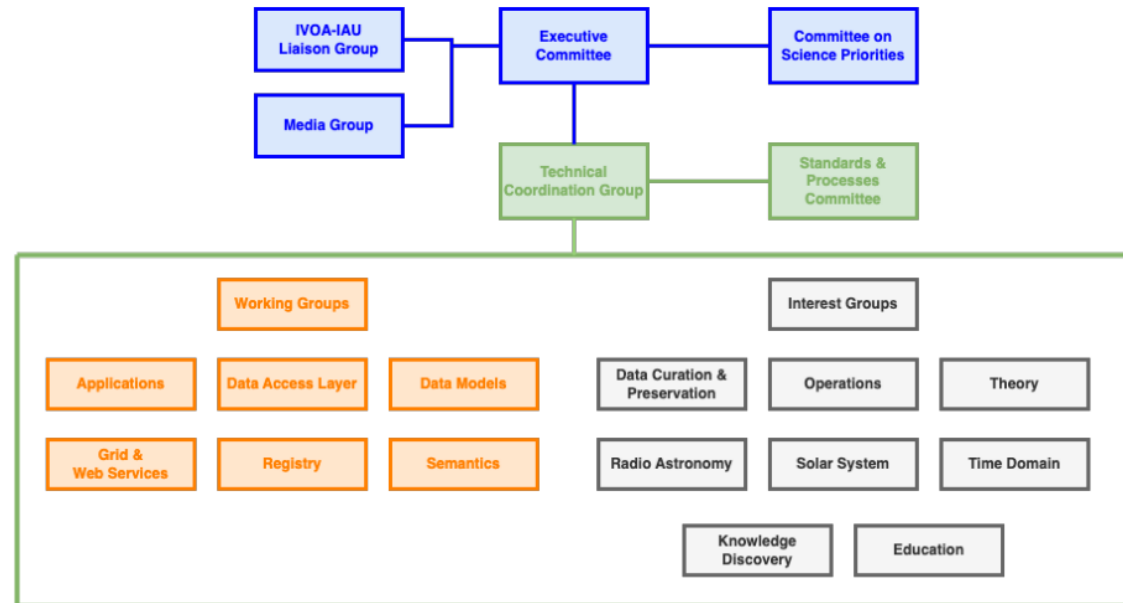 IVOA-IAU
Liaison Group
Executive
Committee
Committee on
Science Priorities
Media Group
Technical
Coordination Group
Standards &
Processes
Committee
Working Groups
Interest Groups
Applications
Data Access Layer
Data Models
Data Curation &
Preservation
Operations
Theory
Grid &
Web Services
Registry
Semantics
Radio Astronomy
Solar System
Time Domain
Knowledge
Discovery
Education